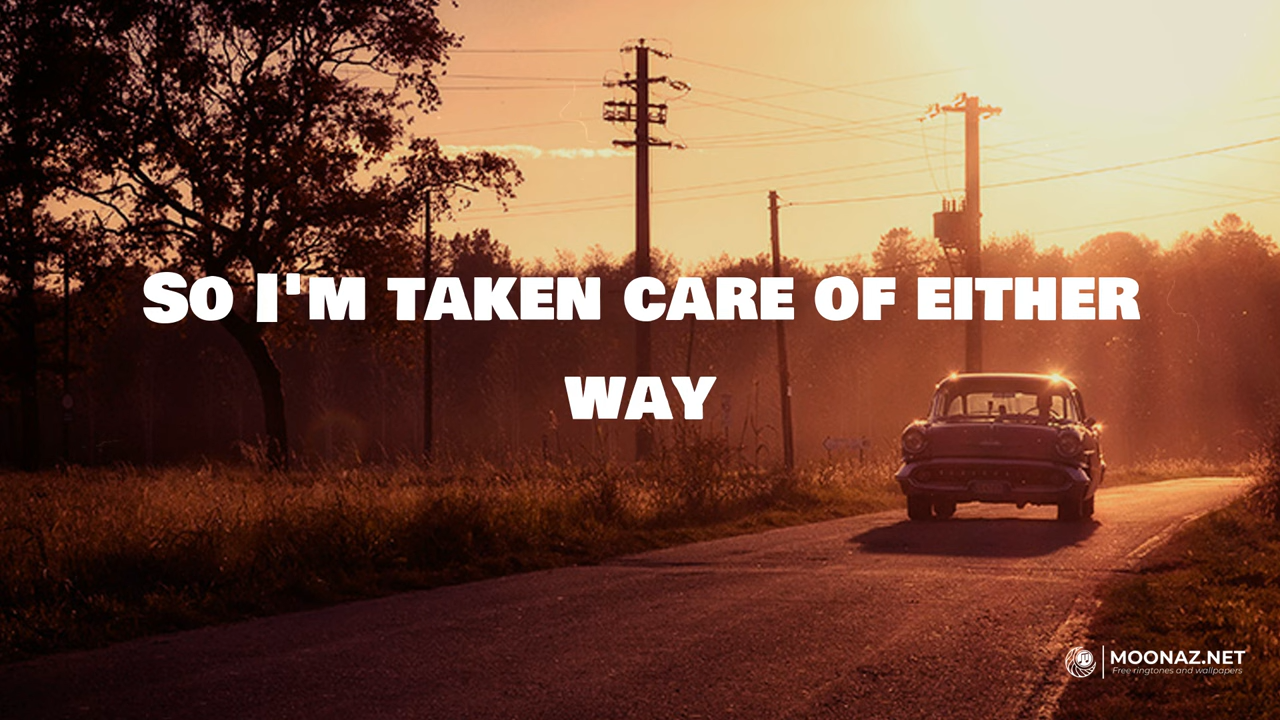 So I'm taken care of either
way
MOONAZ.NET
Free ringtones and wallpapers